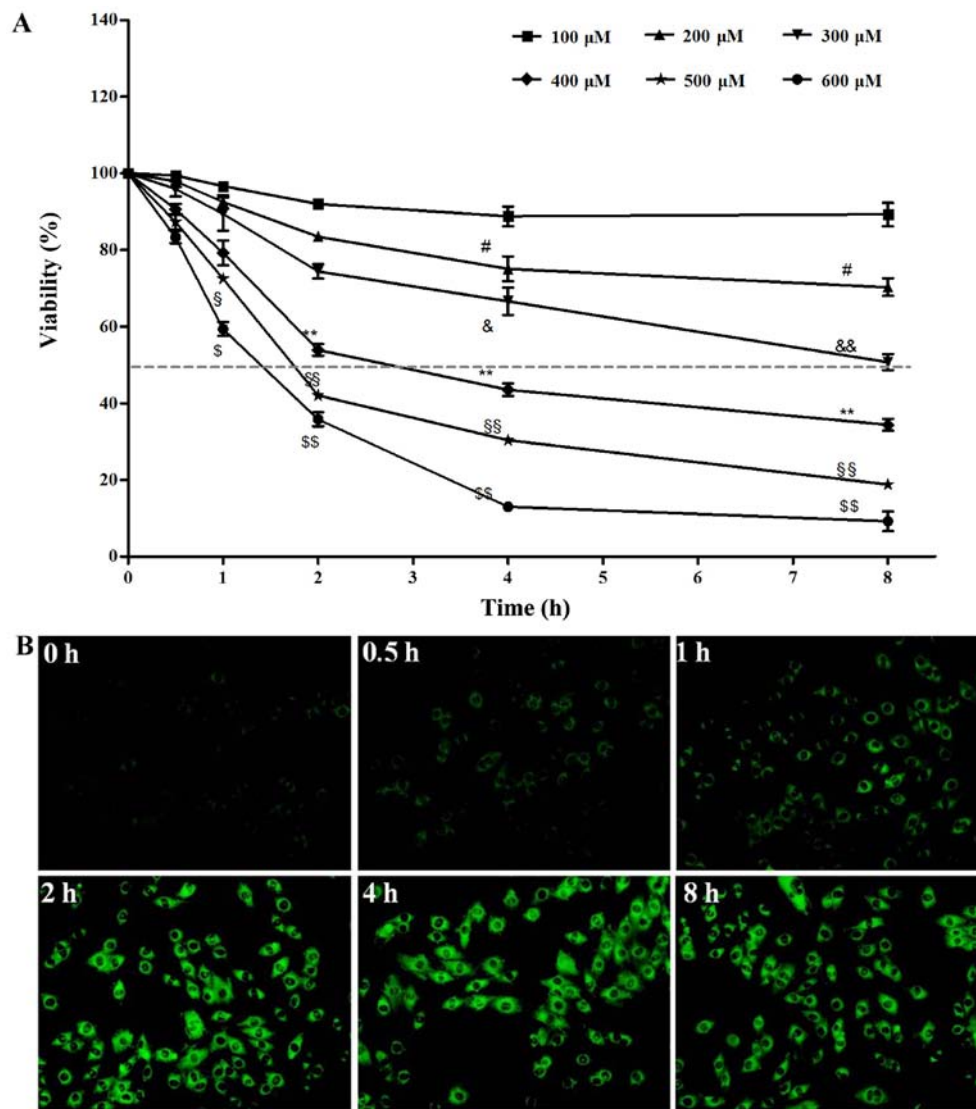 A
140
120
100
80
60
40
20
0
Viability (%)
100 μM 200 μM 300 μM
400 μM 500 μM 600 μM
# #
& &&
§ $
** ** **
§§ §§ §§
$$ $$ $$
0 1 2 3 4 5 6 7 8
Time (h)
B
0 h 0.5 h 1 h
2 h 4 h 8 h